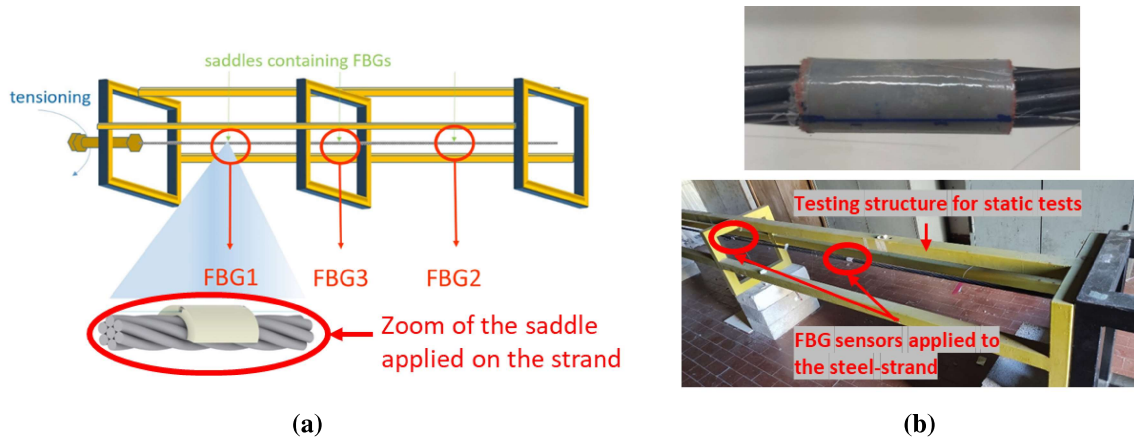 saddles containing FBGs
tensioning
FBG1
FBG3
FBG2
Zoom of the saddle
applied on the strand
(a)
Testing structure for static tests
FBG sensors applied to
the steel-strand
(b)